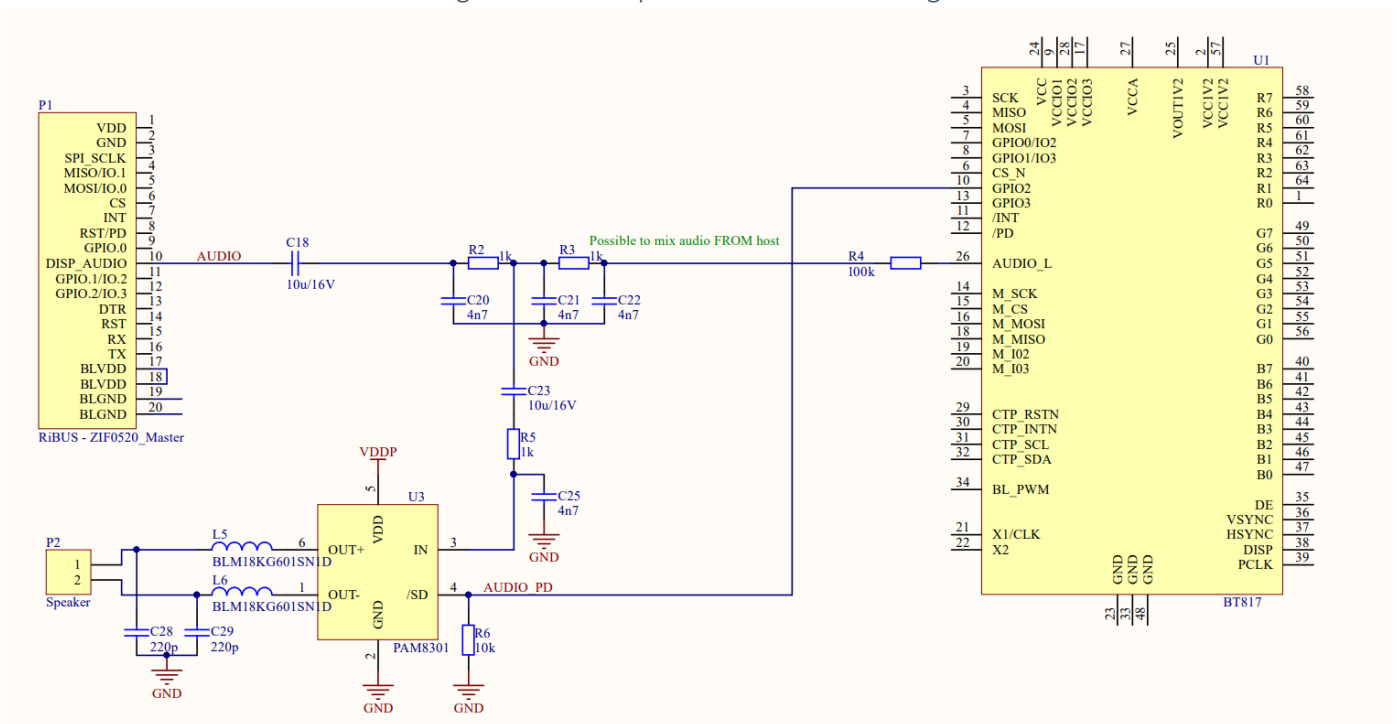 P1
VDD 1
GND 2
SPI_SCLK 3
MISO/IO.1 4
MOSI/IO.0 5
CS 6
INT 7
RST/PD 8
GPIO.0 9
DISP_AUDIO 10
GPIO.1/IO.2 11
GPIO.2/IO.3 12
DTR 13
RST 14
RX 15
TX 16
BLVDD 17
BLVDD 18
BLGND 19
BLGND 20
RiBUS - ZIF0520_Master
AUDIO
C18
10u/16V
R2
1k
R3
1k
Possible to mix audio FROM host
C20
4n7
C21
4n7
C22
4n7
GND
R4
100k
C23
10u/16V
R5
1k
C25
4n7
GND
VDDP
5
U3
VDD
6 OUT+
IN 3
1 OUT-
/SD 4
GND
2
PAM8301
GND
AUDIO_PD
R6
10k
GND
P2
1
2
Speaker
L5
BLM18KG601SN1D
L6
BLM18KG601SN1D
C28
220p
C29
220p
GND
U1
24 VCC
9 VCCIO1
28 VCCIO2
17 VCCIO3
27 VCCA
25 VOUT1V2
2 VCC1V2
57 VCC1V2
3 SCK
4 MISO
5 MOSI
7 GPIO0/IO2
8 GPIO1/IO3
6 CS_N
10 GPIO2
13 GPIO3
11 /INT
12 /PD
26 AUDIO_L
14 M_SCK
15 M_CS
16 M_MOSI
18 M_MISO
19 M_I02
20 M_I03
29 CTP_RSTN
30 CTP_INTN
31 CTP_SCL
32 CTP_SDA
34 BL_PWM
21 X1/CLK
22 X2
R7 58
R6 59
R5 60
R4 61
R3 62
R2 63
R1 64
R0 1
G7 49
G6 50
G5 51
G4 52
G3 53
G2 54
G1 55
G0 56
B7 40
B6 41
B5 42
B4 43
B3 44
B2 45
B1 46
B0 47
DE 35
VSYNC 36
HSYNC 37
DISP 38
PCLK 39
GND 23
GND 33
GND 48
BT817